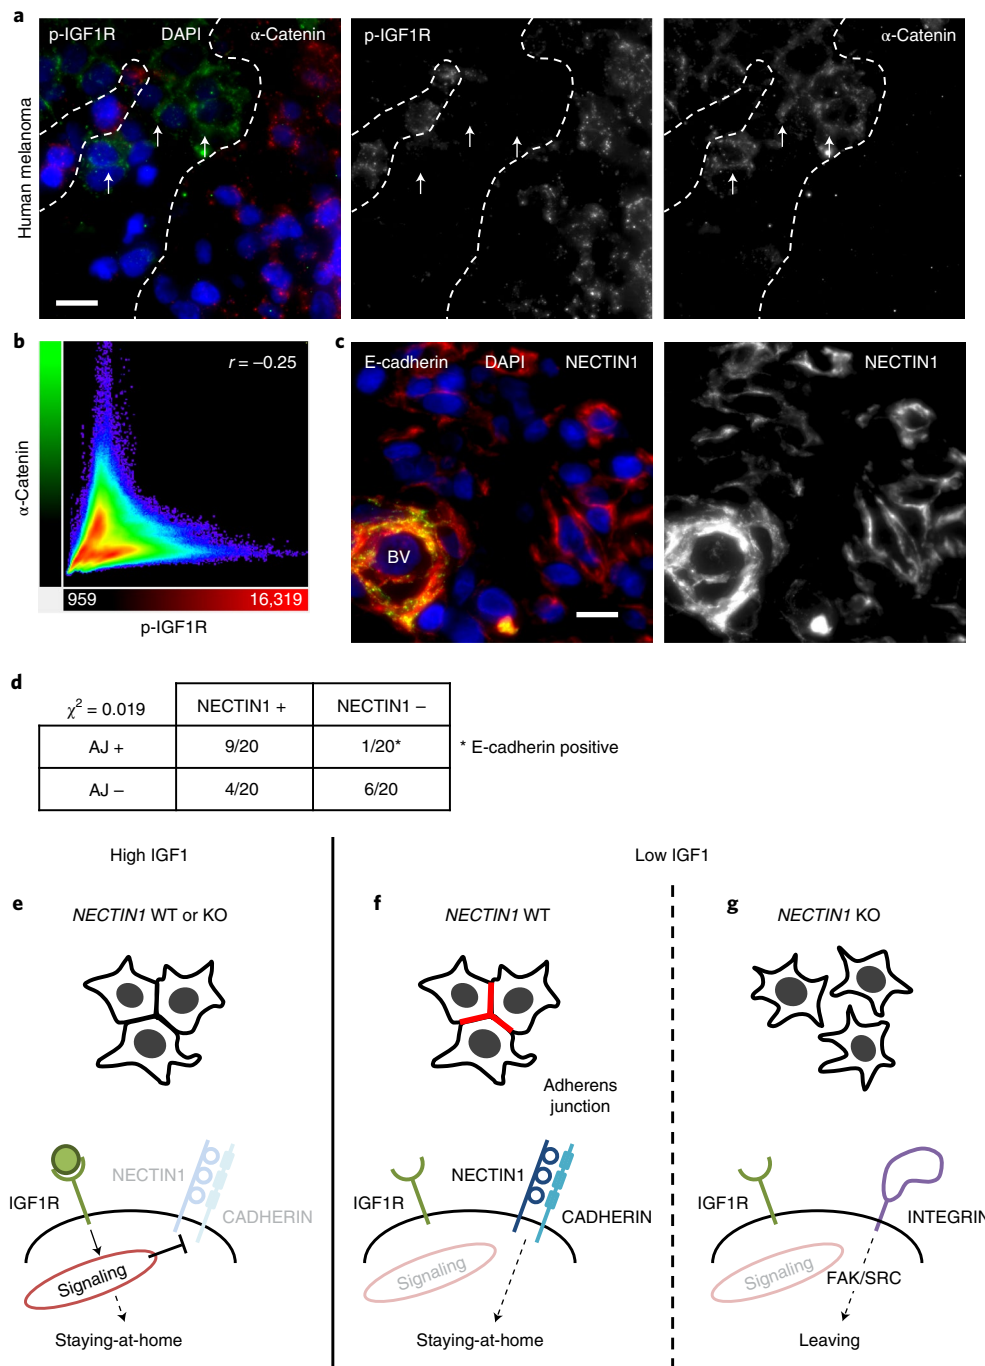 a
Human melanoma
p-IGF1R DAPI α-Catenin
p-IGF1R
α-Catenin
b
r = –0.25
α-Catenin
959 16,319
p-IGF1R
c
E-cadherin DAPI NECTIN1
BV
NECTIN1
d
χ² = 0.019 NECTIN1 + NECTIN1 –
AJ + 9/20 1/20*
AJ – 4/20 6/20
* E-cadherin positive
High IGF1
Low IGF1
e
NECTIN1 WT or KO
IGF1R
NECTIN1
CADHERIN
Signaling
Staying-at-home
f
NECTIN1 WT
Adherens
junction
IGF1R
NECTIN1
CADHERIN
Signaling
Staying-at-home
g
NECTIN1 KO
IGF1R
INTEGRIN
Signaling
FAK/SRC
Leaving